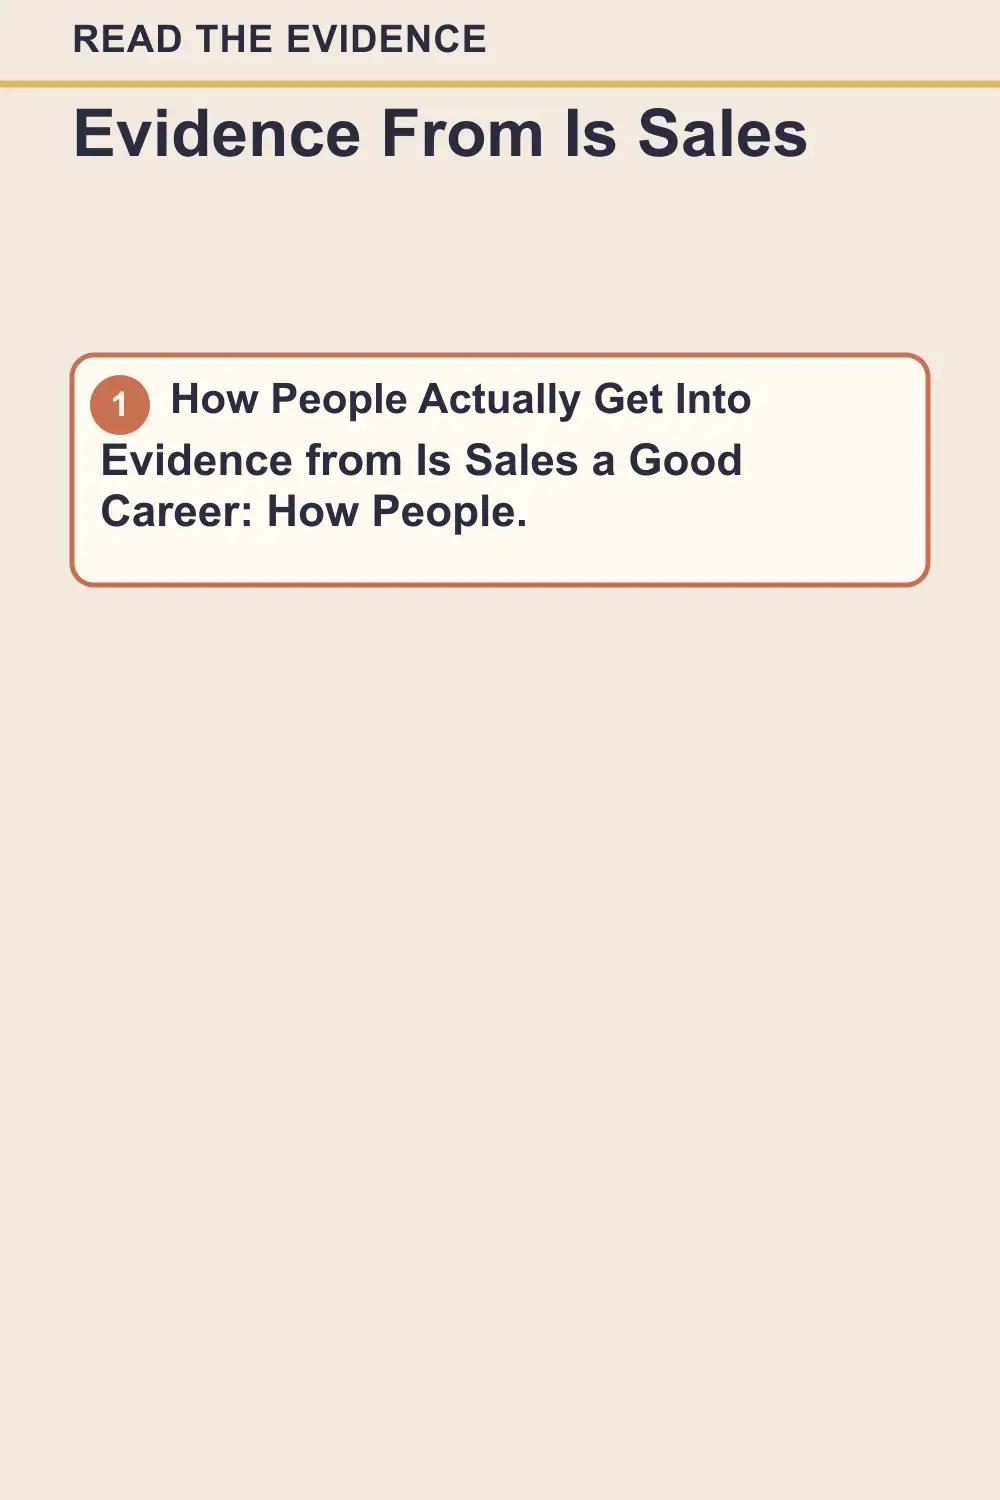 READ THE EVIDENCE
Evidence From Is Sales
1 How People Actually Get Into
Evidence from Is Sales a Good
Career: How People.